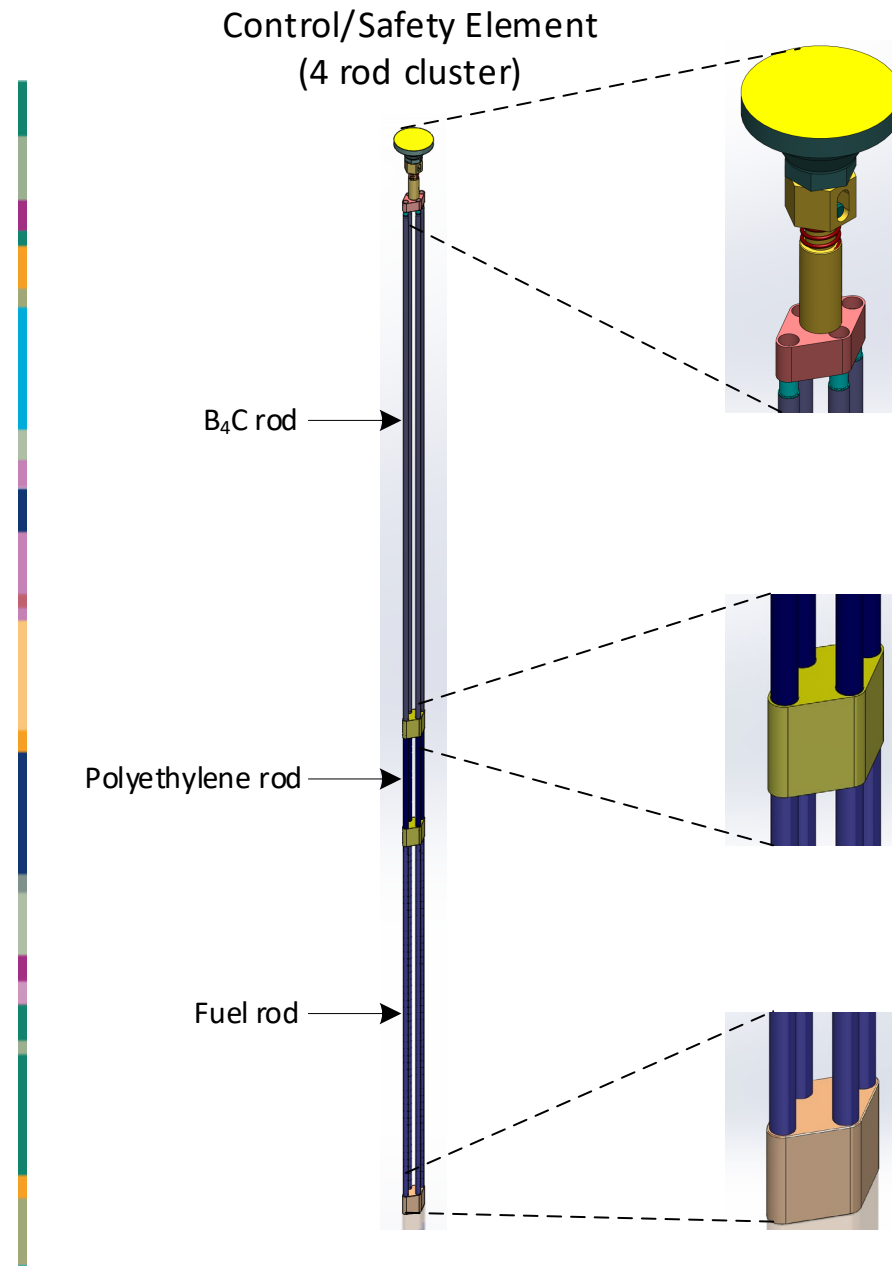 Control/Safety Element
(4 rod cluster)
B₄C rod
Polyethylene rod
Fuel rod